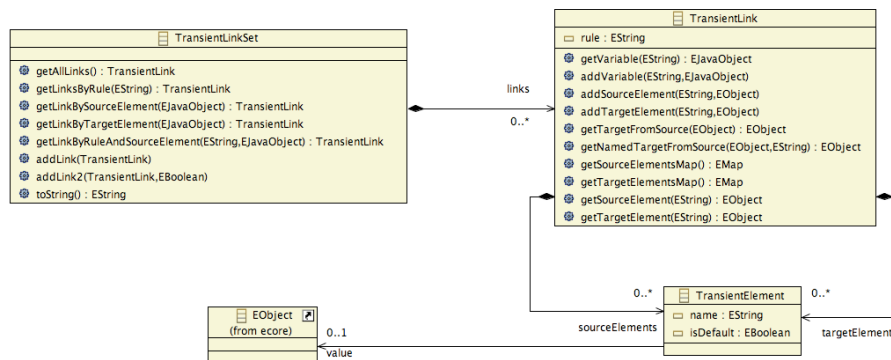 TransientLinkSet
getAllLinks() : TransientLink
getLinksByRule(EString) : TransientLink
getLinkBySourceElement(EJavaObject) : TransientLink
getLinkByTargetElement(EJavaObject) : TransientLink
getLinkByRuleAndSourceElement(EString,EJavaObject) : TransientLink
addLink(TransientLink)
addLink2(TransientLink,EBoolean)
toString() : EString
links
0..*
TransientLink
rule : EString
getVariable(EString) : EJavaObject
addVariable(EString,EJavaObject)
addSourceElement(EString,EObject)
addTargetElement(EString,EObject)
getTargetFromSource(EObject) : EObject
getNamedTargetFromSource(EObject,EString) : EObject
getSourceElementsMap() : EMap
getTargetElementsMap() : EMap
getSourceElement(EString) : EObject
getTargetElement(EString) : EObject
0..*
sourceElements
0..*
targetElement
TransientElement
name : EString
isDefault : EBoolean
EObject
(from ecore)
0..1
value